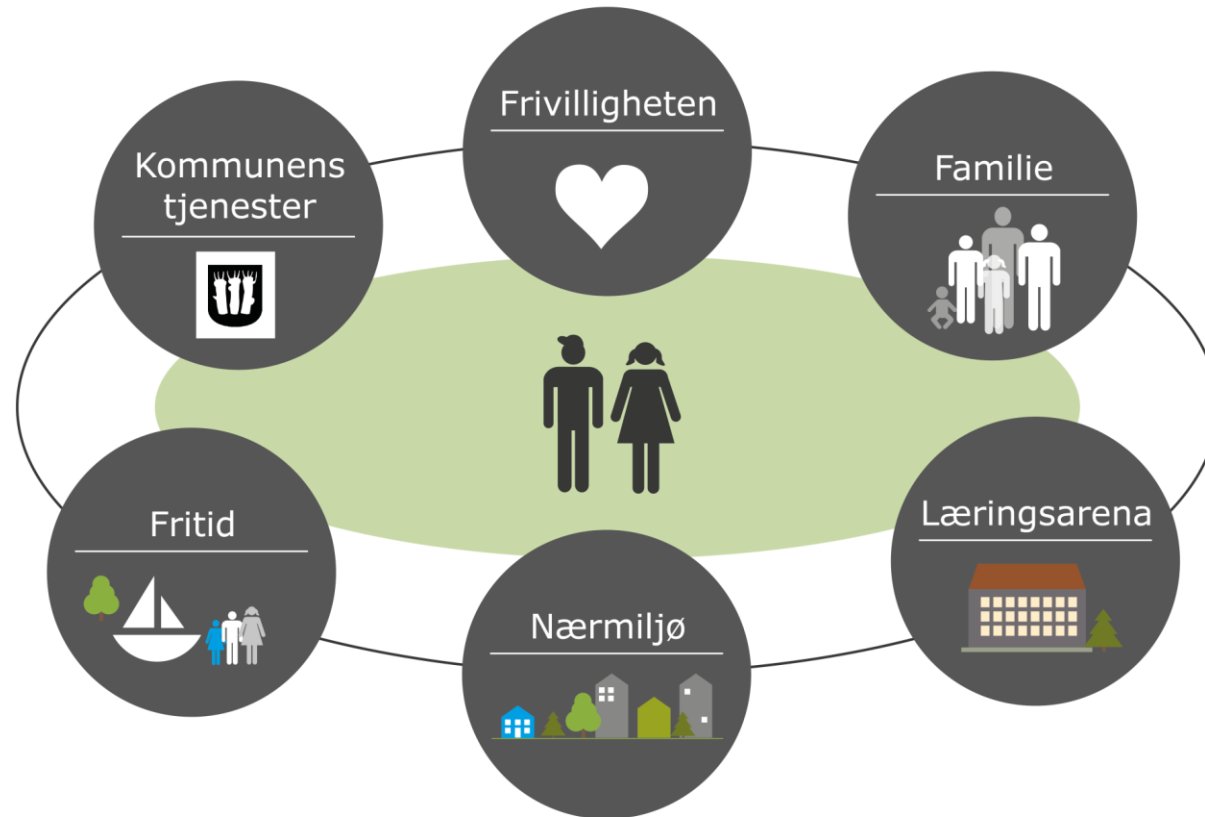 Frivilligheten
Kommunens
tjenester
Familie
Fritid
Læringsarena
Nærmiljø